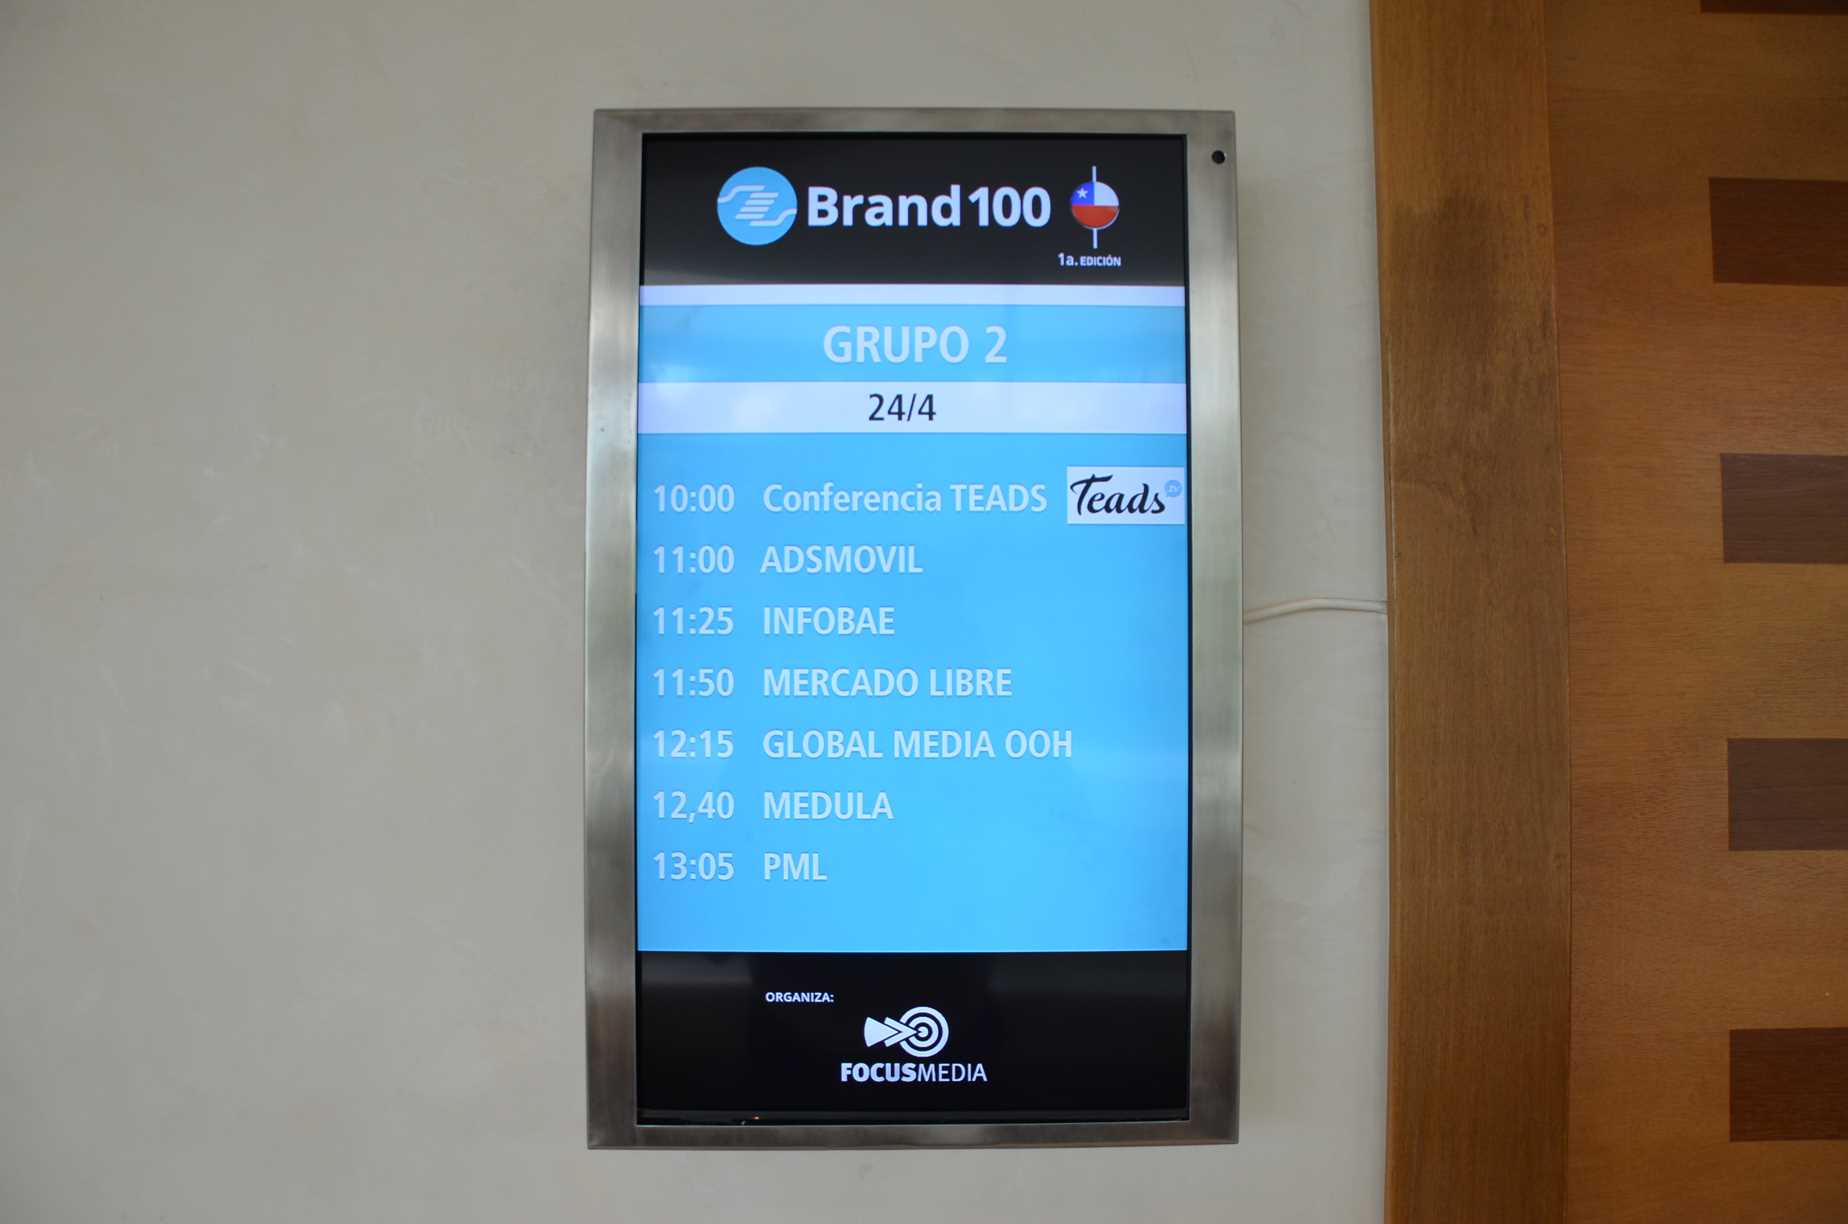 Brand100
1a. EDICIÓN
GRUPO 2
24/4
10:00 Conferencia TEADS Teads tv
11:00 ADSMOVIL
11:25 INFOBAE
11:50 MERCADO LIBRE
12:15 GLOBAL MEDIA OOH
12,40 MEDULA
13:05 PML
ORGANIZA:
FOCUSMEDIA